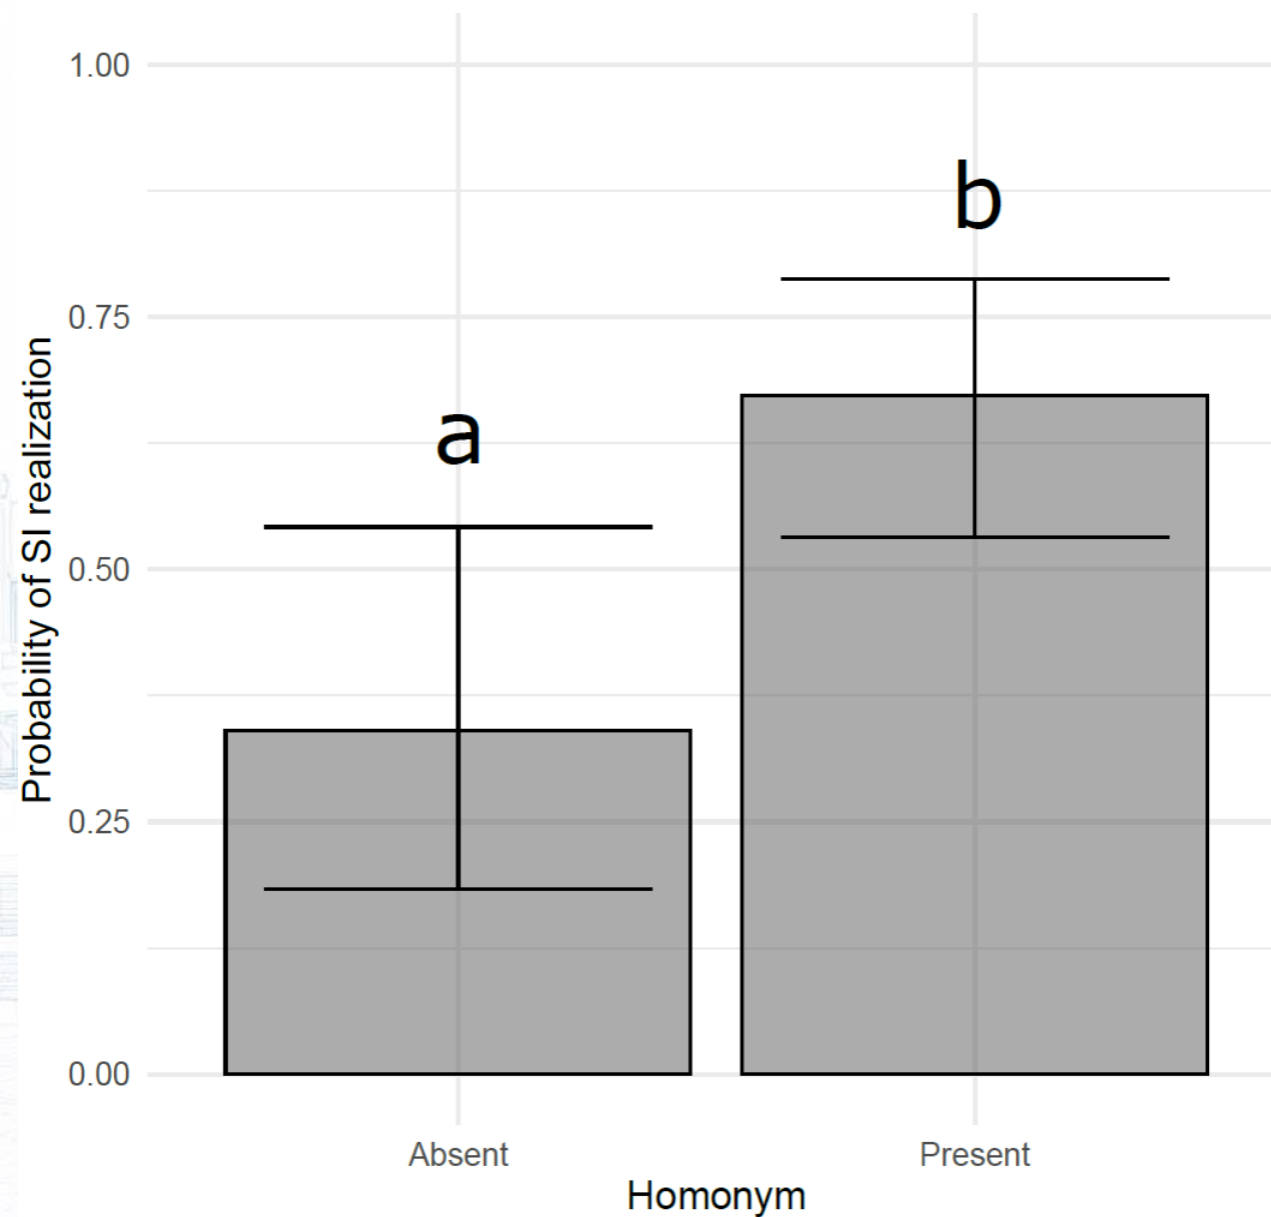 Probability of SI realization
1.00
0.75
0.50
0.25
0.00
a
b
Absent
Present
Homonym